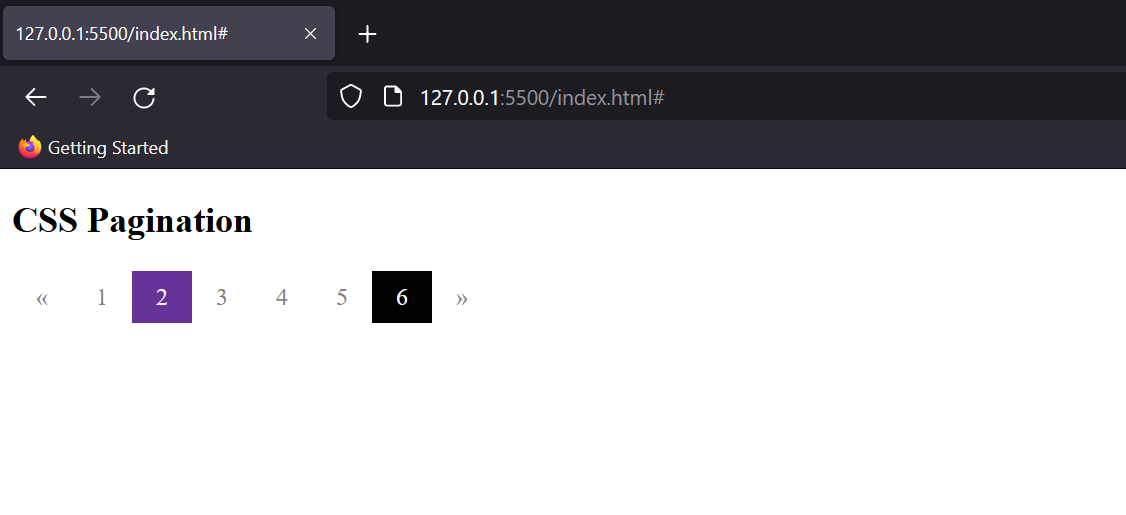 127.0.0.1:5500/index.html#
127.0.0.1:5500/index.html#
Getting Started
CSS Pagination
« 1 2 3 4 5 6 »